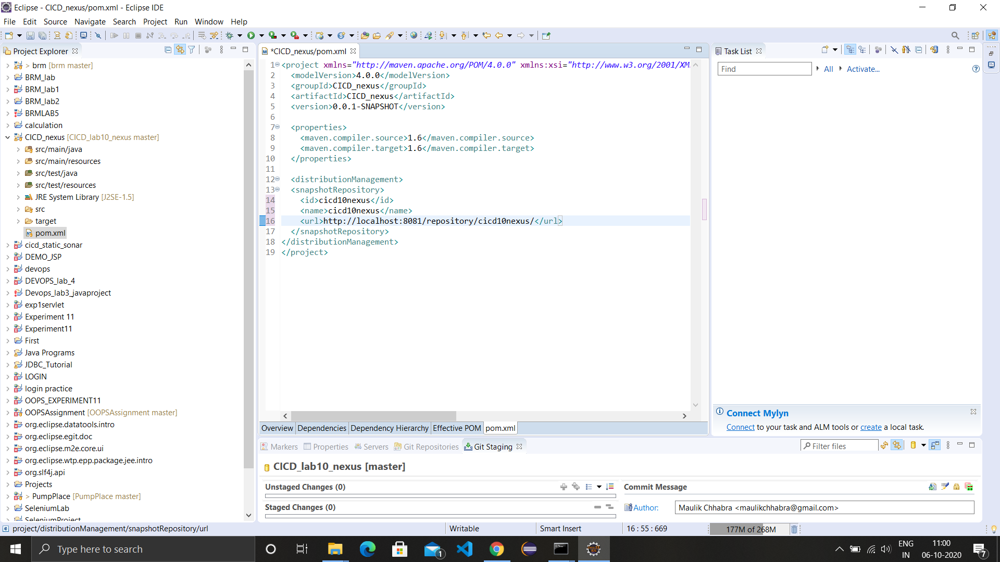 Eclipse - CICD_nexus/pom.xml - Eclipse IDE
File Edit Source Navigate Search Project Run Window Help
Project Explorer
> brm [brm master]
BRM_lab
BRM_lab1
BRM_lab2
BRMLAB5
calculation
CICD_nexus [CICD_lab10_nexus master]
src/main/java
src/main/resources
src/test/java
src/test/resources
JRE System Library [J2SE-1.5]
src
target
pom.xml
cicd_static_sonar
DEMO_JSP
devops
DEVOPS_lab_4
Devops_lab3_javaproject
exp1servlet
Experiment 11
Experiment11
First
Java Programs
JDBC_Tutorial
LOGIN
login practice
OOPS_EXPERIMENT11
OOPSAssignment [OOPSAssignment master]
org.eclipse.datatools.intro
org.eclipse.egit.doc
org.eclipse.m2e.core.ui
org.eclipse.wtp.epp.package.jee.intro
org.slf4j.api
Projects
> PumpPlace [PumpPlace master]
SeleniumLab
SeleniumProject
*CICD_nexus/pom.xml
1 <project xmlns="http://maven.apache.org/POM/4.0.0" xmlns:xsi="http://www.w3.org/2001/XM
2 <modelVersion>4.0.0</modelVersion>
3 <groupId>CICD_nexus</groupId>
4 <artifactId>CICD_nexus</artifactId>
5 <version>0.0.1-SNAPSHOT</version>
6
7 <properties>
8 <maven.compiler.source>1.6</maven.compiler.source>
9 <maven.compiler.target>1.6</maven.compiler.target>
10 </properties>
11
12 <distributionManagement>
13 <snapshotRepository>
14 <id>cicd10nexus</id>
15 <name>cicd10nexus</name>
16 <url>http://localhost:8081/repository/cicd10nexus/</url>
17 </snapshotRepository>
18 </distributionManagement>
19 </project>
Overview Dependencies Dependency Hierarchy Effective POM pom.xml
Task List
Find All Activate...
Connect Mylyn
Connect to your task and ALM tools or create a local task.
Markers Properties Servers Git Repositories Git Staging
Filter files
CICD_lab10_nexus [master]
Unstaged Changes (0)
Staged Changes (0)
Commit Message
Author: Maulik Chhabra <maulikchhabra@gmail.com>
project/distributionManagement/snapshotRepository/url
Writable
Smart Insert
16 : 55 : 669
177M of 268M
Type here to search
1
ENG
IN
11:00
06-10-2020
7